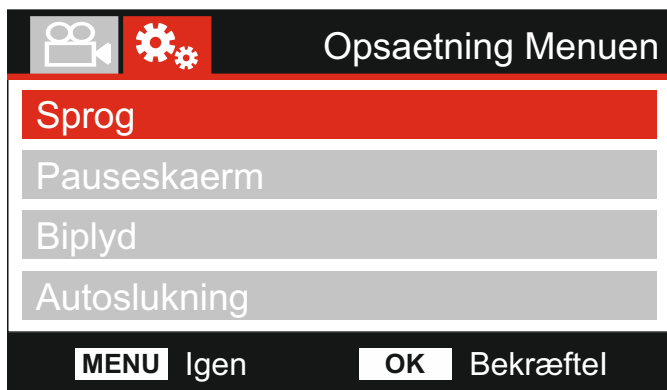 Opsaetning Menuen
Sprog
Pauseskaerm
Biplyd
Autoslukning
MENU Igen OK Bekræftel